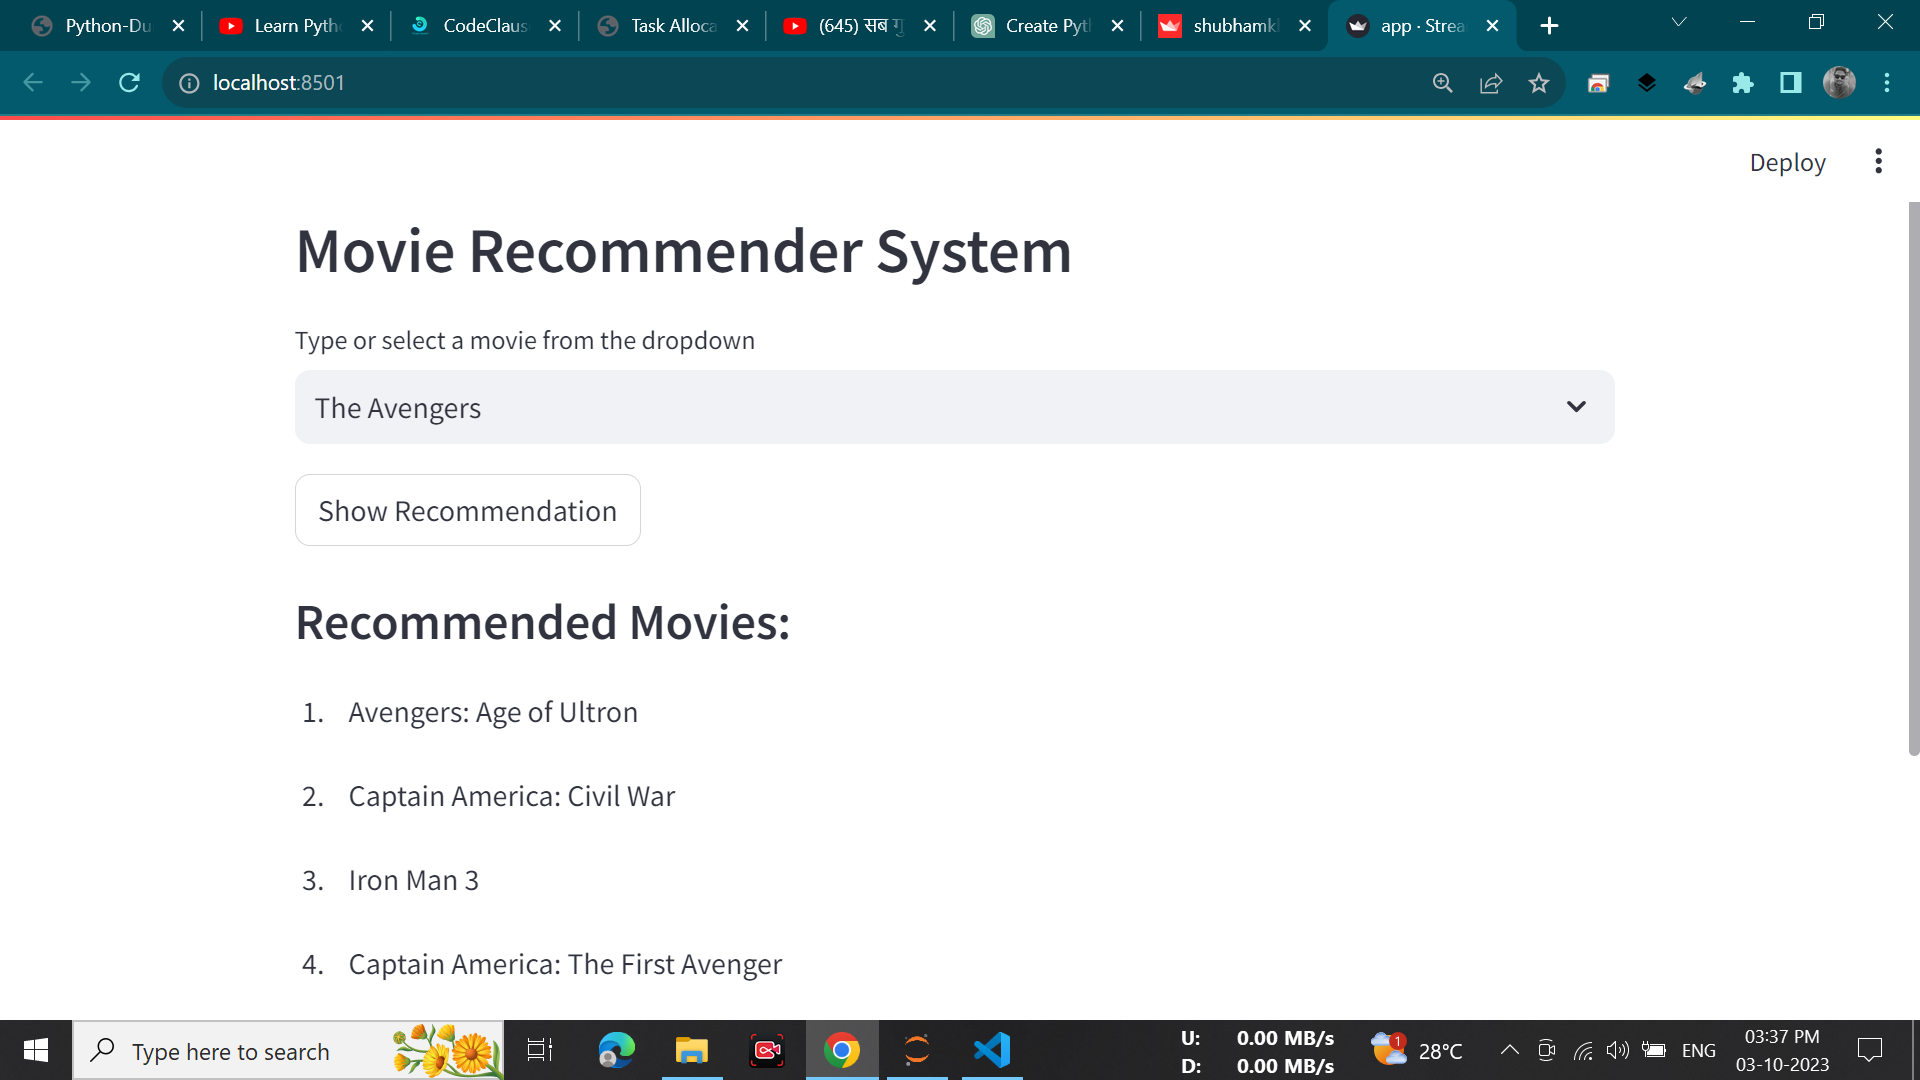 Python-Du
Learn Pyth
CodeClaus
Task Alloca
(645) सब गु
Create Pyt
shubhamk
app · Strea
localhost:8501
Deploy
Movie Recommender System
Type or select a movie from the dropdown
The Avengers
Show Recommendation
Recommended Movies:
1. Avengers: Age of Ultron
2. Captain America: Civil War
3. Iron Man 3
4. Captain America: The First Avenger
Type here to search
U: 0.00 MB/s
D: 0.00 MB/s
1
28°C
ENG
03:37 PM
03-10-2023